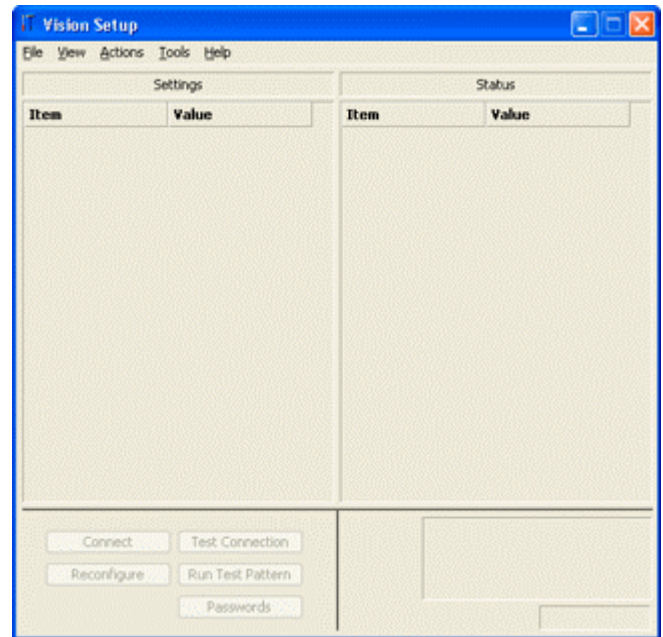 Vision Setup
File View Actions Tools Help
Settings Status
Item Value Item Value
Connect Test Connection
Reconfigure Run Test Pattern
Passwords